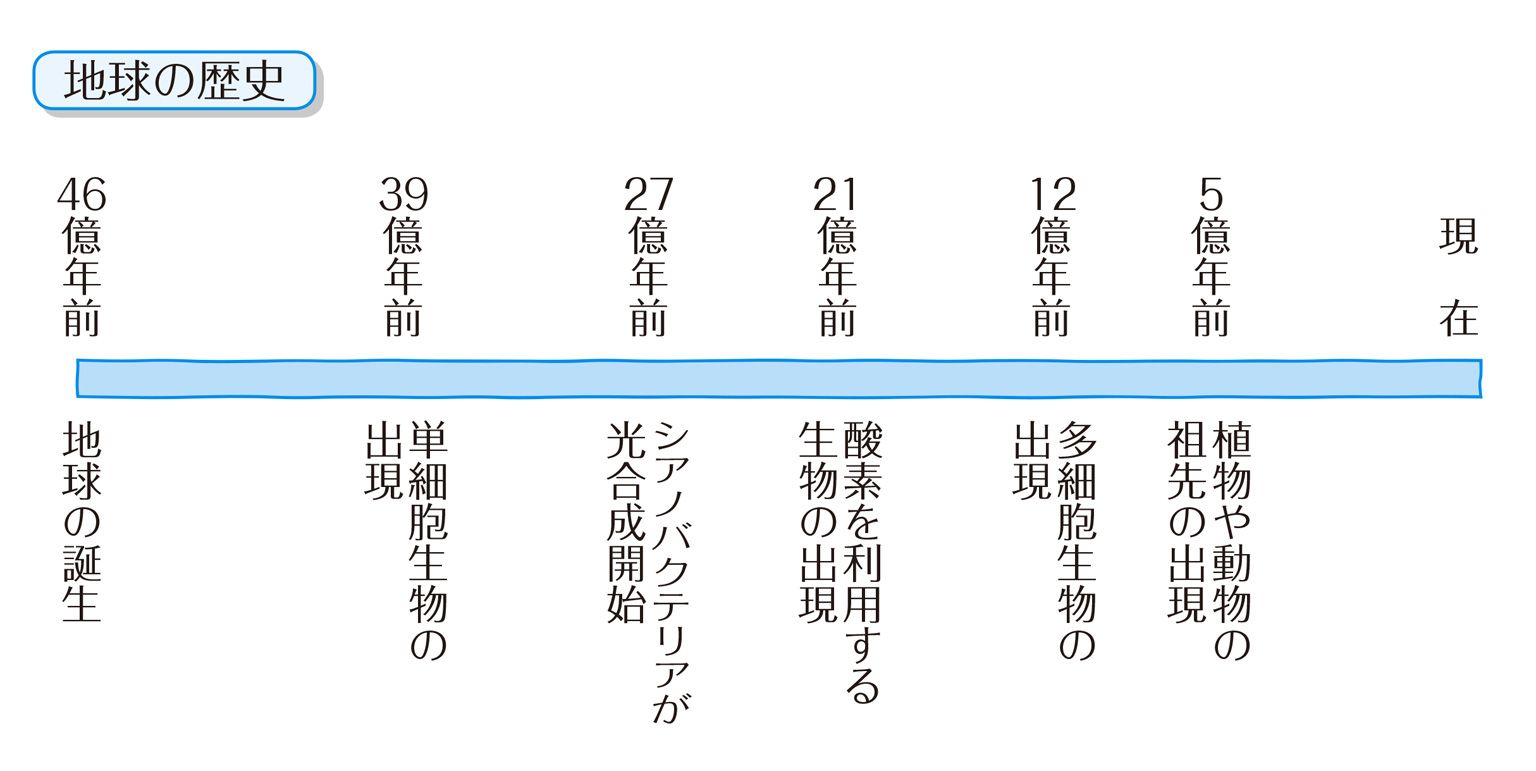 地球の歴史
46億年前
地球の誕生
39億年前
単細胞生物の
出現
27億年前
シアノバクテリアが
光合成開始
21億年前
酸素を利用する
生物の出現
12億年前
多細胞生物の
出現
5億年前
植物や動物の
祖先の出現
現在